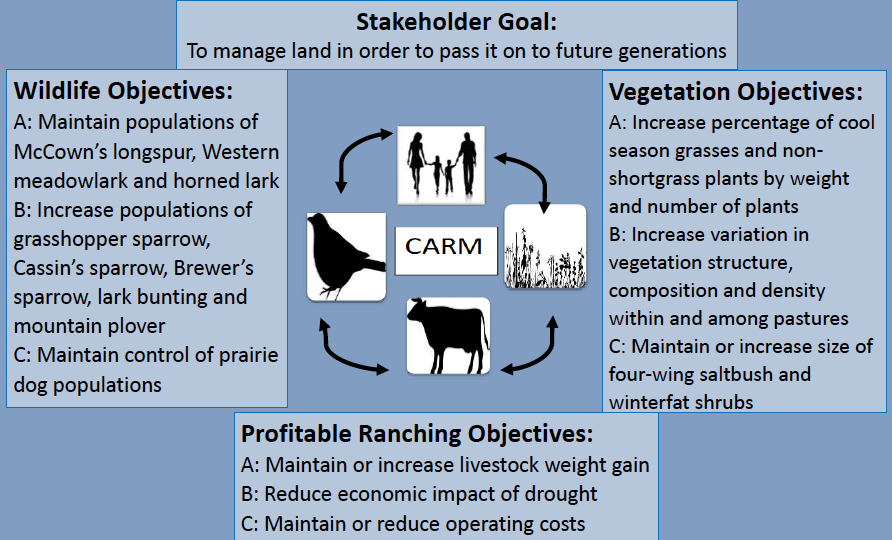 Stakeholder Goal:
To manage land in order to pass it on to future generations
Wildlife Objectives:
A: Maintain populations of
McCown’s longspur, Western
meadowlark and horned lark
B: Increase populations of
grasshopper sparrow,
Cassin’s sparrow, Brewer’s
sparrow, lark bunting and
mountain plover
C: Maintain control of prairie
dog populations
CARM
Vegetation Objectives:
A: Increase percentage of cool
season grasses and non-
shortgrass plants by weight
and number of plants
B: Increase variation in
vegetation structure,
composition and density
within and among pastures
C: Maintain or increase size of
four-wing saltbush and
winterfat shrubs
Profitable Ranching Objectives:
A: Maintain or increase livestock weight gain
B: Reduce economic impact of drought
C: Maintain or reduce operating costs